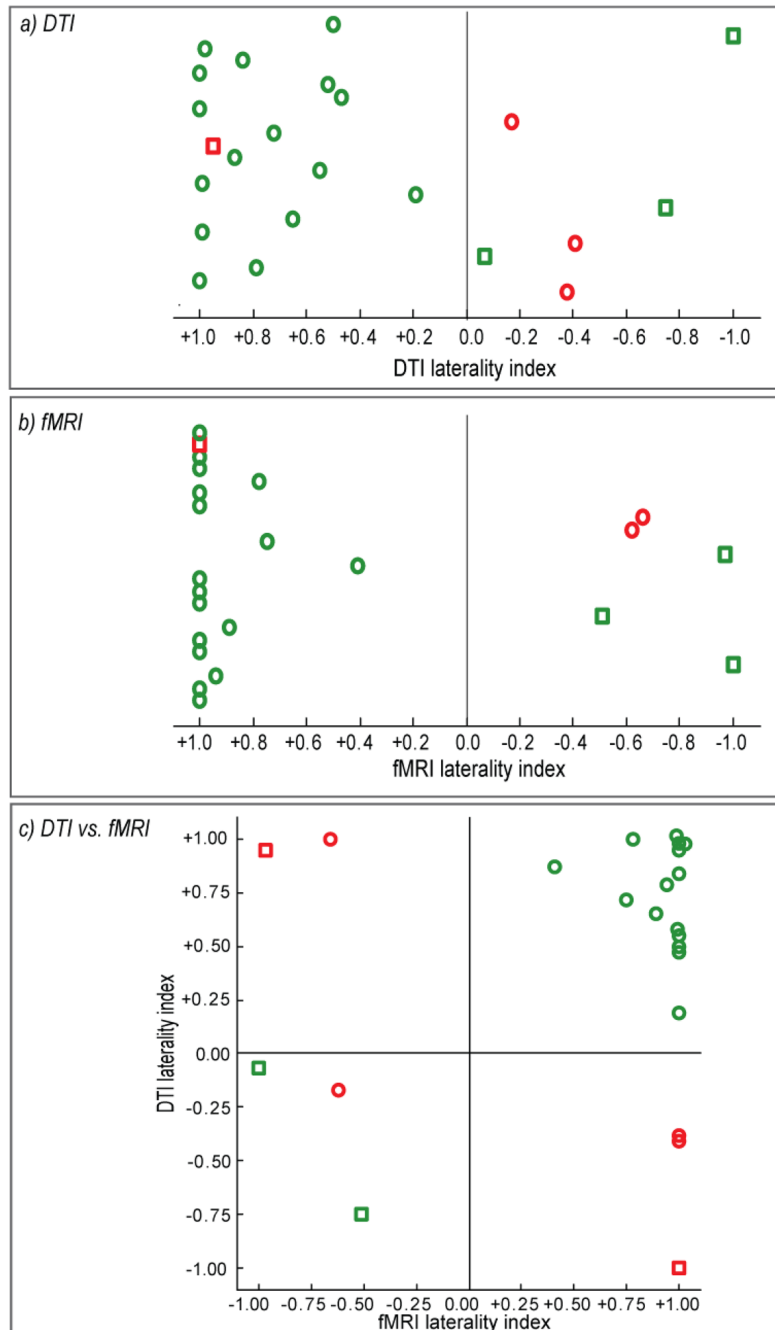 a) DTI
+1.0 +0.8 +0.6 +0.4 +0.2 0.0 -0.2 -0.4 -0.6 -0.8 -1.0
DTI laterality index
b) fMRI
+1.0 +0.8 +0.6 +0.4 +0.2 0.0 -0.2 -0.4 -0.6 -0.8 -1.0
fMRI laterality index
c) DTI vs. fMRI
DTI laterality index
+1.00
+0.75
+0.50
+0.25
0.00
-0.25
-0.50
-0.75
-1.00
-1.00 -0.75 -0.50 0.00 +0.25 +0.50 +0.75 +1.00
fMRI laterality index